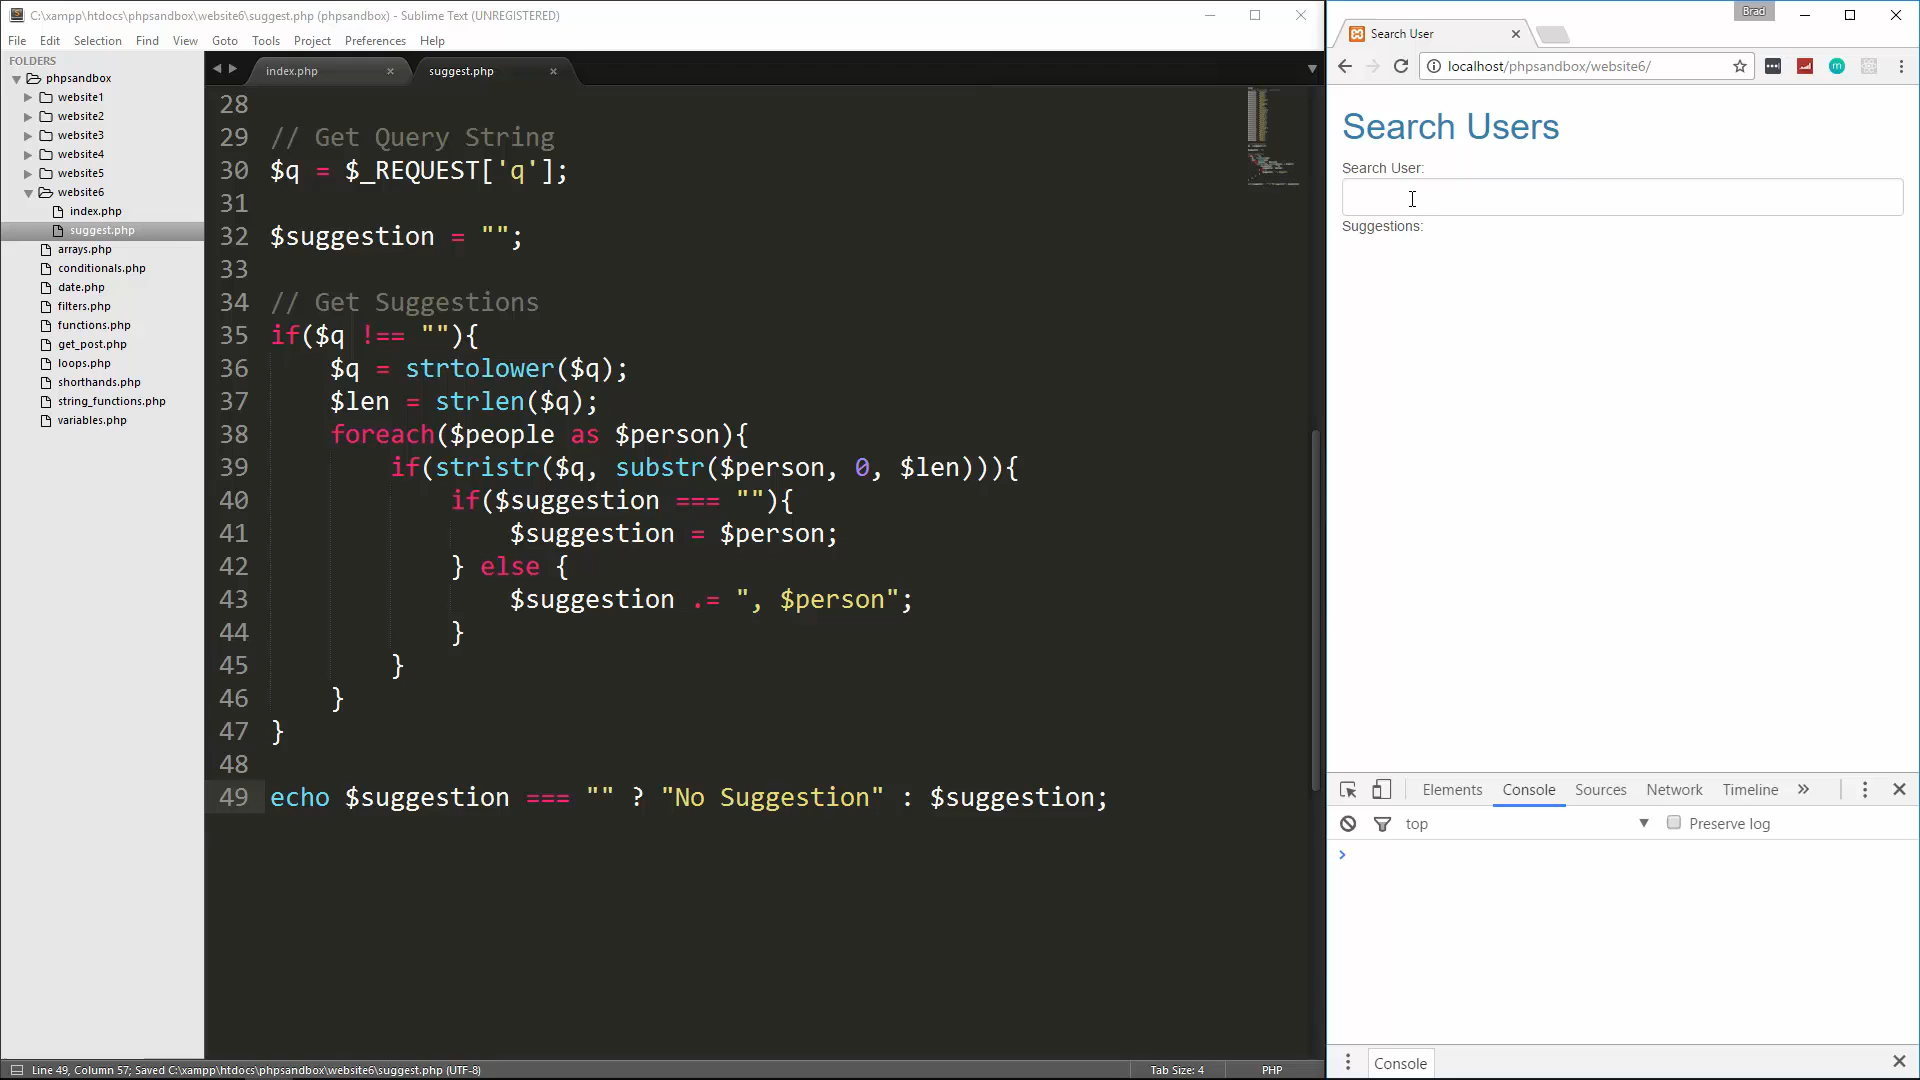 C:\xampp\htdocs\phpsandbox\website6\suggest.php (phpsandbox) - Sublime Text (UNREGISTERED)
File Edit Selection Find View Goto Tools Project Preferences Help
FOLDERS
phpsandbox
website1
website2
website3
website4
website5
website6
index.php
suggest.php
arrays.php
conditionals.php
date.php
filters.php
functions.php
get_post.php
loops.php
shorthands.php
string_functions.php
variables.php
index.php suggest.php
28
29 // Get Query String
30 $q = $_REQUEST['q'];
31
32 $suggestion = "";
33
34 // Get Suggestions
35 if($q !== ""){
36 $q = strtolower($q);
37 $len = strlen($q);
38 foreach($people as $person){
39 if(stristr($q, substr($person, 0, $len))){
40 if($suggestion === ""){
41 $suggestion = $person;
42 } else {
43 $suggestion .= ", $person";
44 }
45 }
46 }
47 }
48
49 echo $suggestion === "" ? "No Suggestion" : $suggestion;
Line 49, Column 57; Saved C:\xampp\htdocs\phpsandbox\website6\suggest.php (UTF-8)
Tab Size: 4 PHP
Brad
Search User
localhost/phpsandbox/website6/
Search Users
Search User:
Suggestions:
Elements Console Sources Network Timeline
top Preserve log
Console